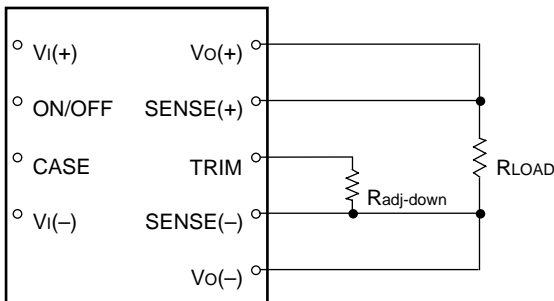 VI(+) VO(+)
ON/OFF SENSE(+)
CASE TRIM RLOAD
Radj-down
VI(–) SENSE(–)
VO(–)